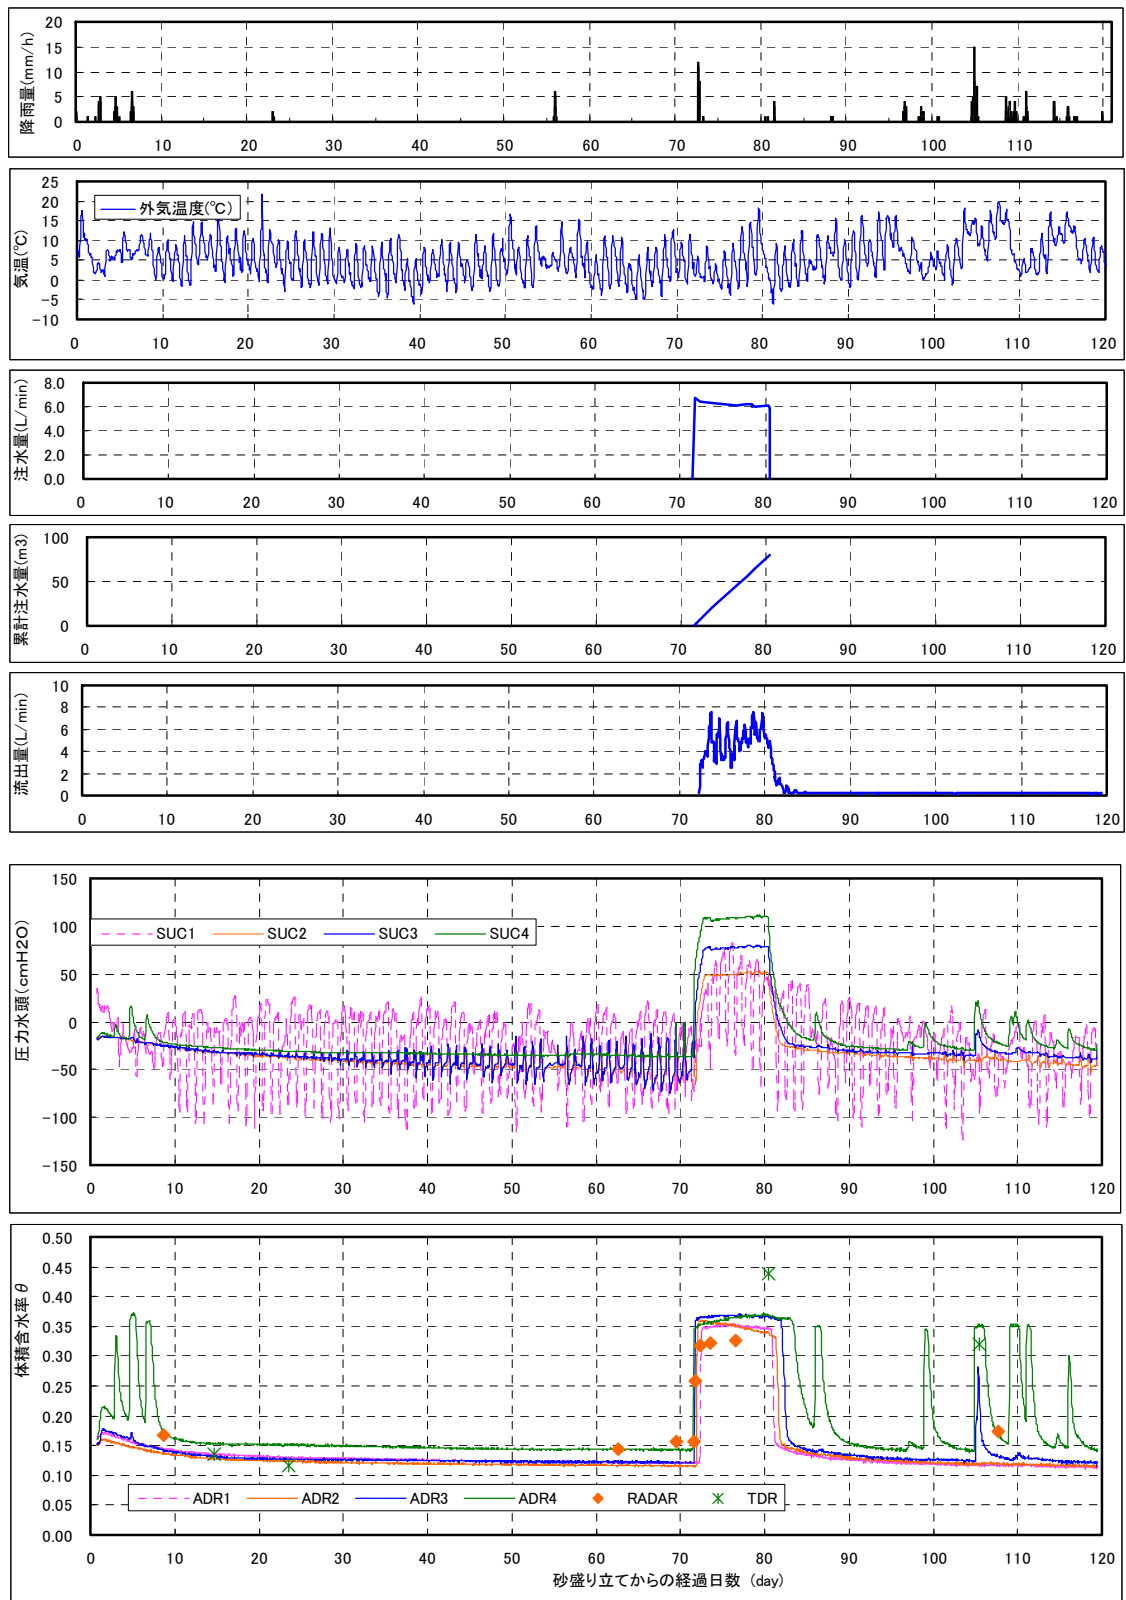 降雨量(mm/h)
20
15
10
5
0
0 10 20 30 40 50 60 70 80 90 100 110
気温(℃)
25
20
15
10
5
0
-5
-10
外気温度(℃)
0 10 20 30 40 50 60 70 80 90 100 110 120
注水量(L/min)
8.0
6.0
4.0
2.0
0.0
0 10 20 30 40 50 60 70 80 90 100 110 120
累計注水量(m3)
100
50
0
0 10 20 30 40 50 60 70 80 90 100 110 120
流出量(L/min)
10
8
6
4
2
0
0 10 20 30 40 50 60 70 80 90 100 110 120
圧力水頭(cmH2O)
150
100
50
0
-50
-100
-150
SUC1 SUC2 SUC3 SUC4
0 10 20 30 40 50 60 70 80 90 100 110 120
体積含水率θ
0.50
0.45
0.40
0.35
0.30
0.25
0.20
0.15
0.10
0.05
0.00
ADR1 ADR2 ADR3 ADR4 RADAR TDR
0 10 20 30 40 50 60 70 80 90 100 110 120
砂盛り立てからの経過日数 (day)